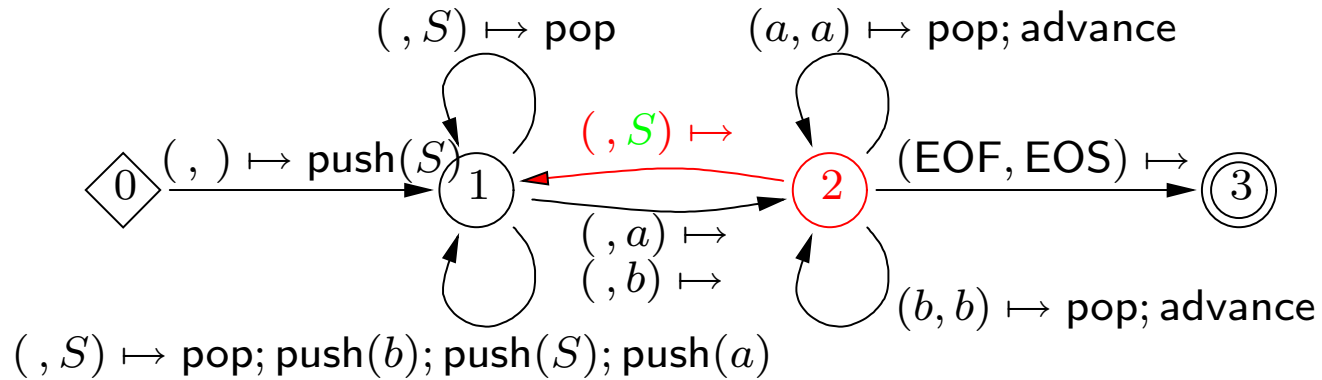 ( , S) ↦ pop
(a, a) ↦ pop; advance
( , S) ↦
( , ) ↦ push(S)
(EOF, EOS) ↦
0
1
2
3
( , a) ↦
( , b) ↦
(b, b) ↦ pop; advance
( , S) ↦ pop; push(b); push(S); push(a)